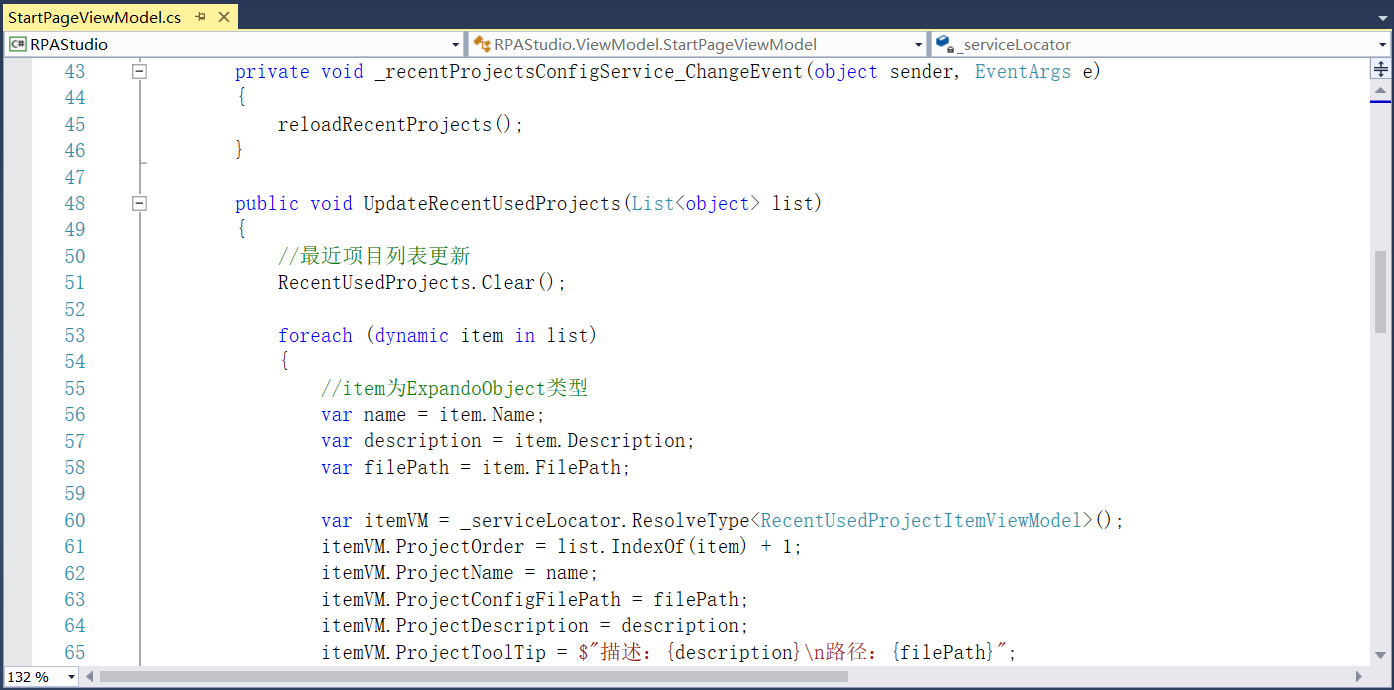 StartPageViewModel.cs
C# RPAStudio RPAStudio.ViewModel.StartPageViewModel _serviceLocator
43 private void _recentProjectsConfigService_ChangeEvent(object sender, EventArgs e)
44 {
45 reloadRecentProjects();
46 }
47
48 public void UpdateRecentUsedProjects(List<object> list)
49 {
50 //最近项目列表更新
51 RecentUsedProjects.Clear();
52
53 foreach (dynamic item in list)
54 {
55 //item为ExpandoObject类型
56 var name = item.Name;
57 var description = item.Description;
58 var filePath = item.FilePath;
59
60 var itemVM = _serviceLocator.ResolveType<RecentUsedProjectItemViewModel>();
61 itemVM.ProjectOrder = list.IndexOf(item) + 1;
62 itemVM.ProjectName = name;
63 itemVM.ProjectConfigFilePath = filePath;
64 itemVM.ProjectDescription = description;
65 itemVM.ProjectToolTip = $"描述：{description}\n路径：{filePath}";
132 %